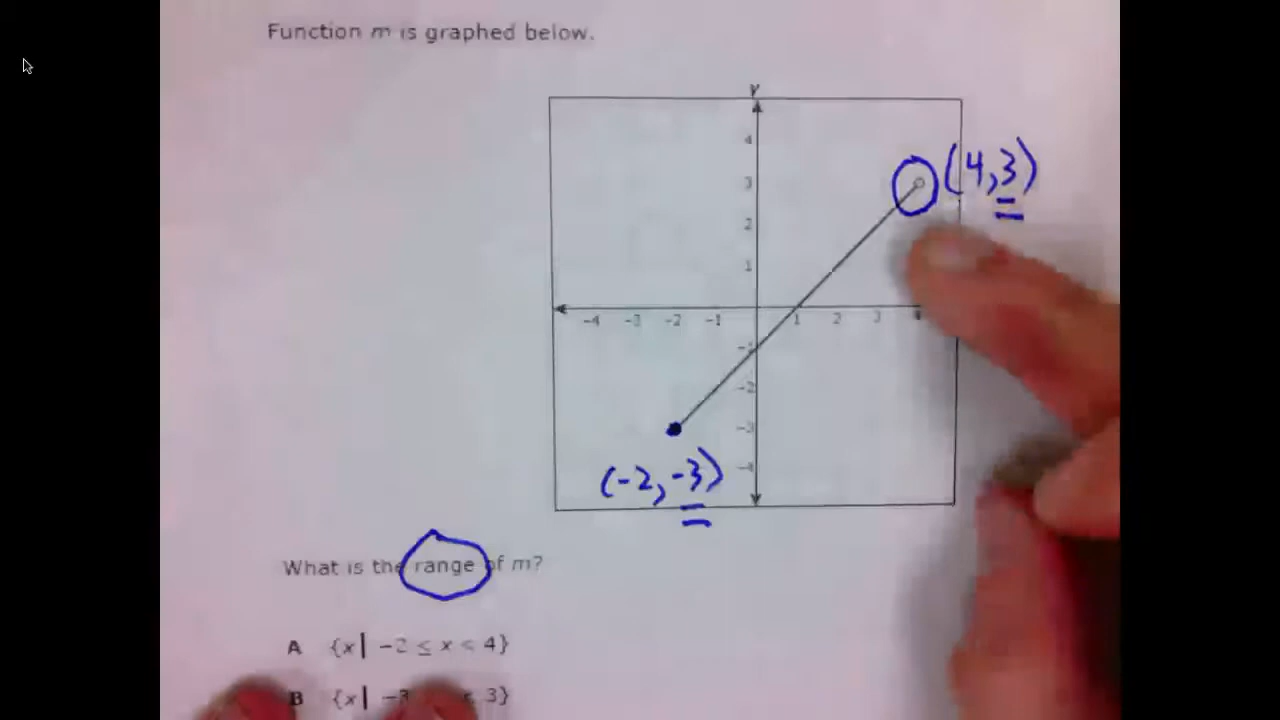 Function m is graphed below.
y
4
3
(4,3)
2
1
-4 -3 -2 -1 1 2 3
-1
-2
-3
-4
(-2,-3)
What is the range of m?
A {x| -2 ≤ x < 4}
B {x| -3 < 3}